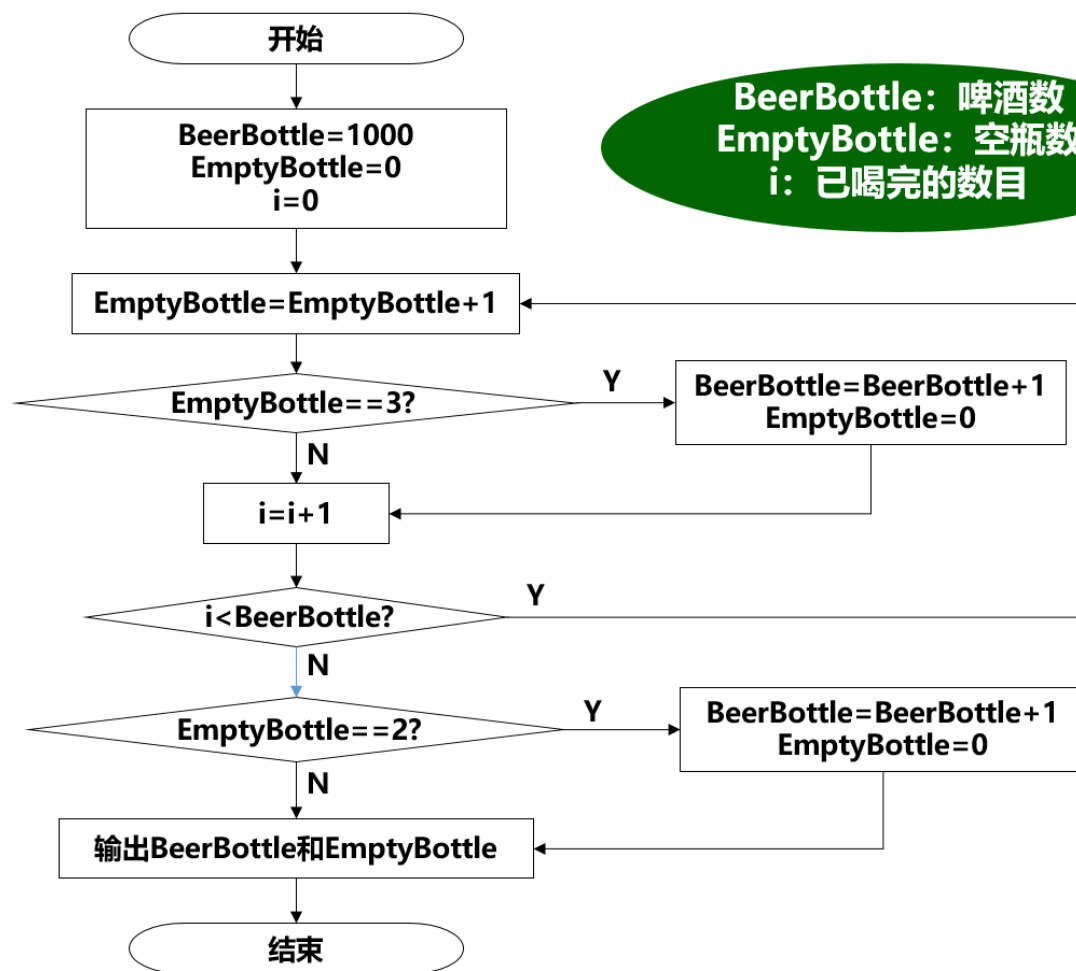 开始
BeerBottle=1000
EmptyBottle=0
i=0
BeerBottle：啤酒数
EmptyBottle：空瓶数
i：已喝完的数目
EmptyBottle=EmptyBottle+1
EmptyBottle==3?
Y
BeerBottle=BeerBottle+1
EmptyBottle=0
N
i=i+1
i<BeerBottle?
Y
N
EmptyBottle==2?
Y
BeerBottle=BeerBottle+1
EmptyBottle=0
N
输出BeerBottle和EmptyBottle
结束